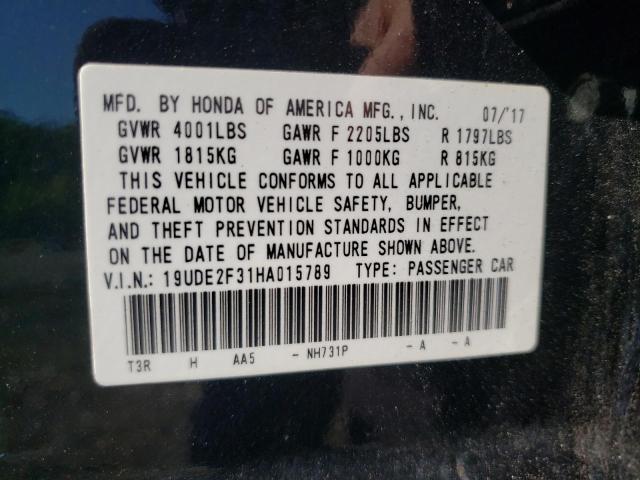 MFD. BY HONDA OF AMERICA MFG., INC. 07/'17
GVWR 4001LBS GAWR F 2205LBS R 1797LBS
GVWR 1815KG GAWR F 1000KG R 815KG
THIS VEHICLE CONFORMS TO ALL APPLICABLE
FEDERAL MOTOR VEHICLE SAFETY, BUMPER,
AND THEFT PREVENTION STANDARDS IN EFFECT
ON THE DATE OF MANUFACTURE SHOWN ABOVE.
V.I.N.: 19UDE2F31HA015789 TYPE: PASSENGER CAR
T3R H AA5 - NH731P - A - A